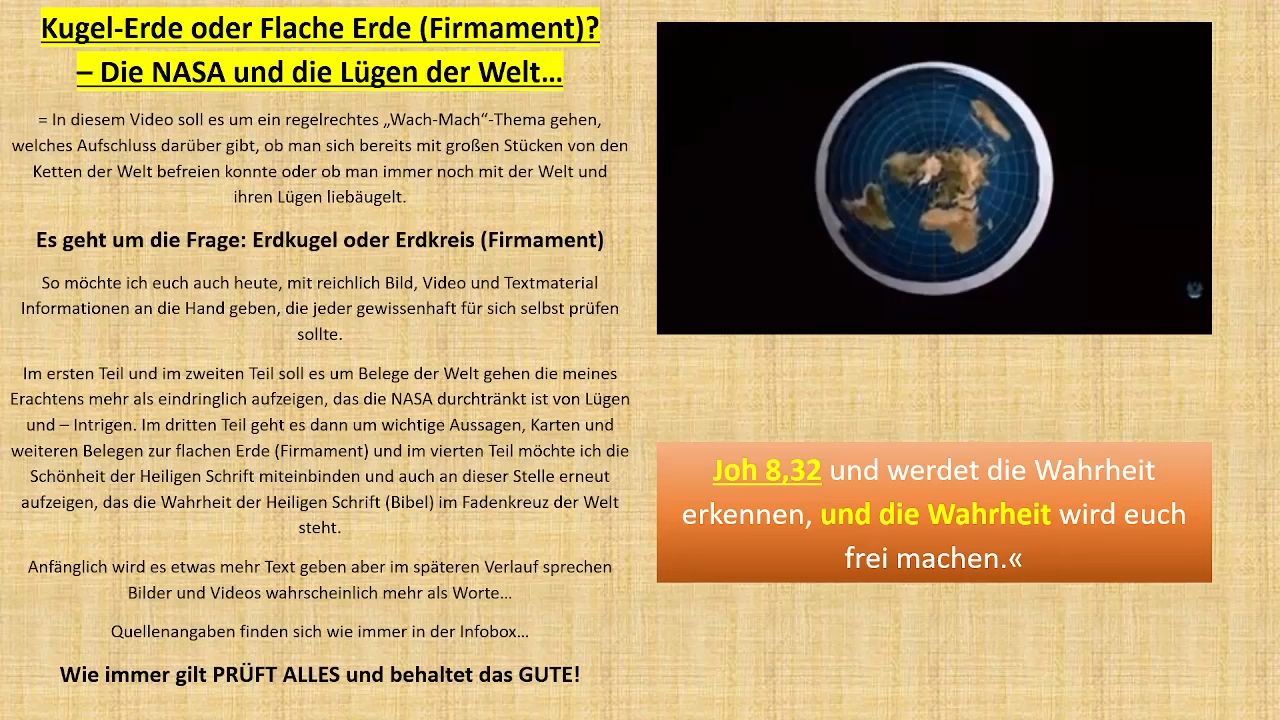 Kugel-Erde oder Flache Erde (Firmament)?
– Die NASA und die Lügen der Welt…
= In diesem Video soll es um ein regelrechtes „Wach-Mach“-Thema gehen,
welches Aufschluss darüber gibt, ob man sich bereits mit großen Stücken von den
Ketten der Welt befreien konnte oder ob man immer noch mit der Welt und
ihren Lügen liebäugelt.
Es geht um die Frage: Erdkugel oder Erdkreis (Firmament)
So möchte ich euch auch heute, mit reichlich Bild, Video und Textmaterial
Informationen an die Hand geben, die jeder gewissenhaft für sich selbst prüfen
sollte.
Im ersten Teil und im zweiten Teil soll es um Belege der Welt gehen die meines
Erachtens mehr als eindringlich aufzeigen, das die NASA durchtränkt ist von Lügen
und – Intrigen. Im dritten Teil geht es dann um wichtige Aussagen, Karten und
weiteren Belegen zur flachen Erde (Firmament) und im vierten Teil möchte ich die
Schönheit der Heiligen Schrift miteinbinden und auch an dieser Stelle erneut
aufzeigen, das die Wahrheit der Heiligen Schrift (Bibel) im Fadenkreuz der Welt
steht.
Anfänglich wird es etwas mehr Text geben aber im späteren Verlauf sprechen
Bilder und Videos wahrscheinlich mehr als Worte…
Quellenangaben finden sich wie immer in der Infobox…
Wie immer gilt PRÜFT ALLES und behaltet das GUTE!
Joh 8,32 und werdet die Wahrheit
erkennen, und die Wahrheit wird euch
frei machen.«